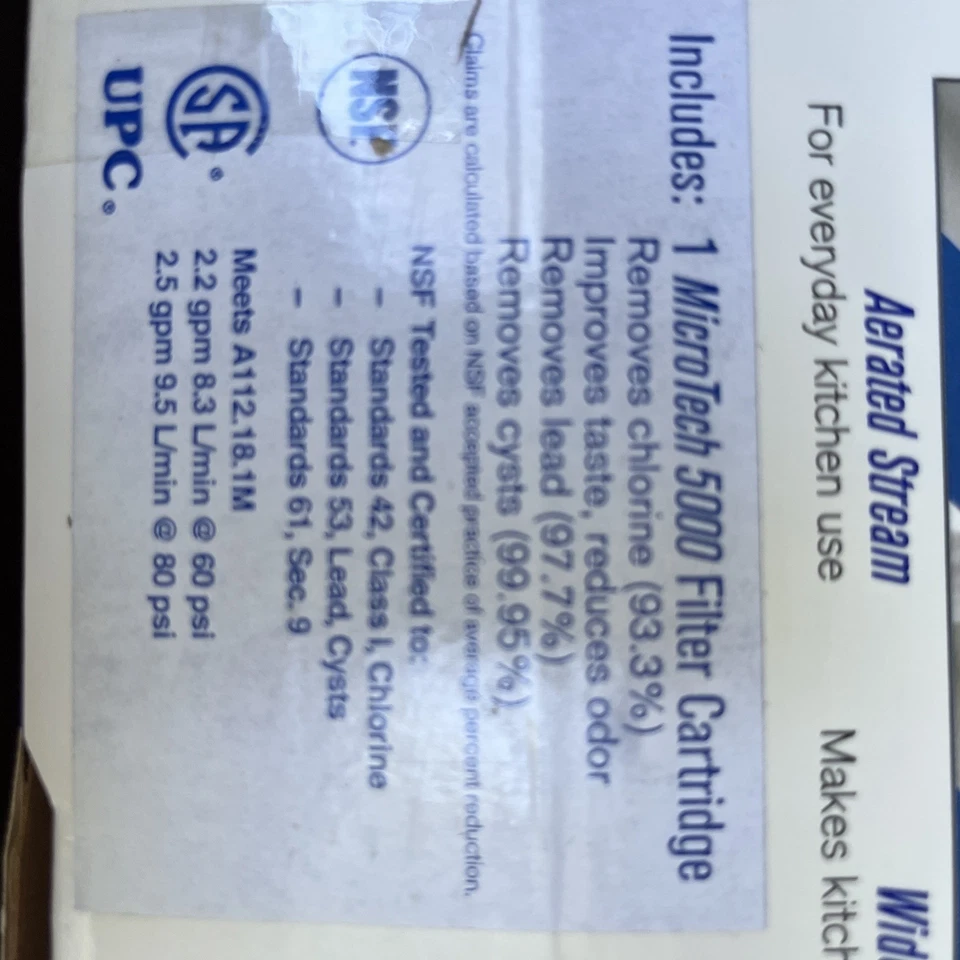 Aerated Stream
For everyday kitchen use
Makes
Includes: 1 MicroTech 5000 Filter Cartridge
Removes chlorine (93.3%)
Improves taste, reduces odor
Removes lead (97.7%)
Removes cysts (99.95%)
Claims are calculated based on NSF accepted practice of average percent reduction.
NSF.
NSF Tested and Certified to:
– Standards 42, Class I, Chlorine
– Standards 53, Lead, Cysts
– Standards 61, Sec. 9
SA®
UPC®
Meets A112.18.1M
2.2 gpm 8.3 L/min @ 60 psi
2.5 gpm 9.5 L/min @ 80 psi